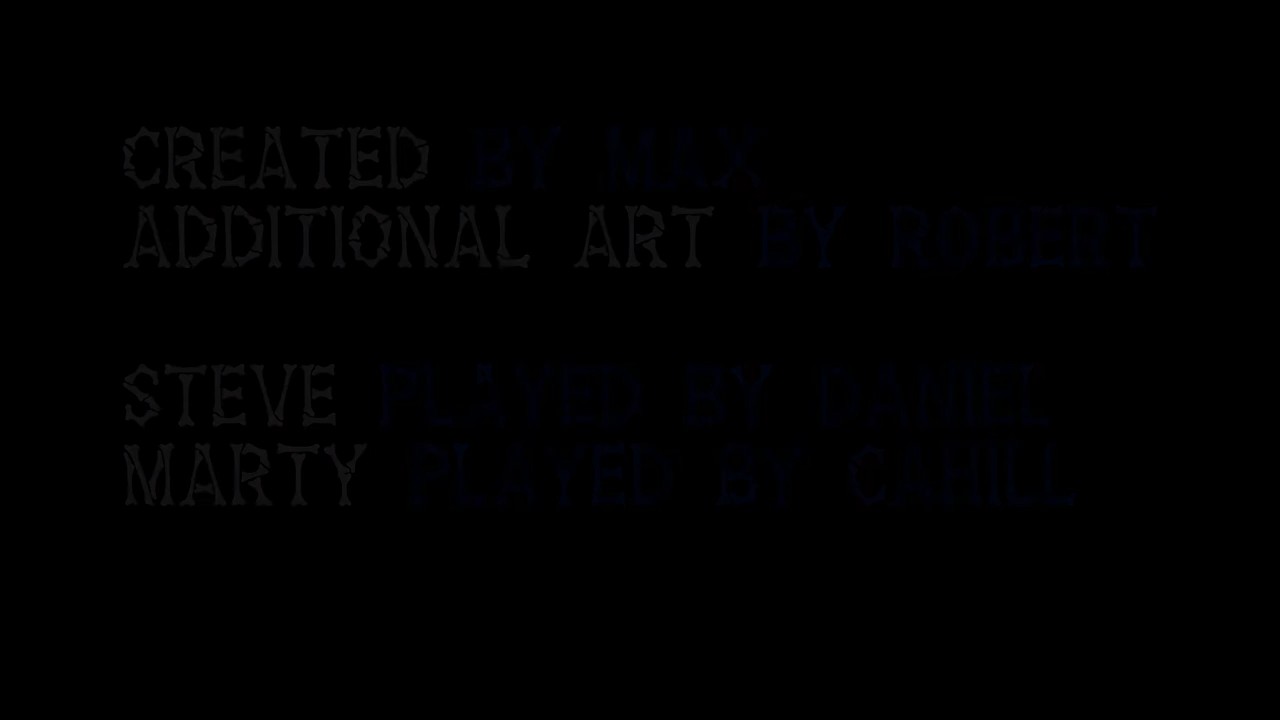 CREATED BY MAX
ADDITIONAL ART BY ROBERT
STEVE PLAYED BY DANIEL
MARTY PLAYED BY CAHILL